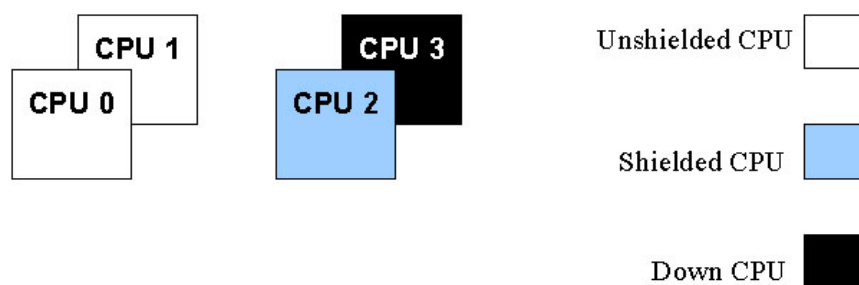 CPU 1
CPU 0
CPU 3
CPU 2
Unshielded CPU
Shielded CPU
Down CPU